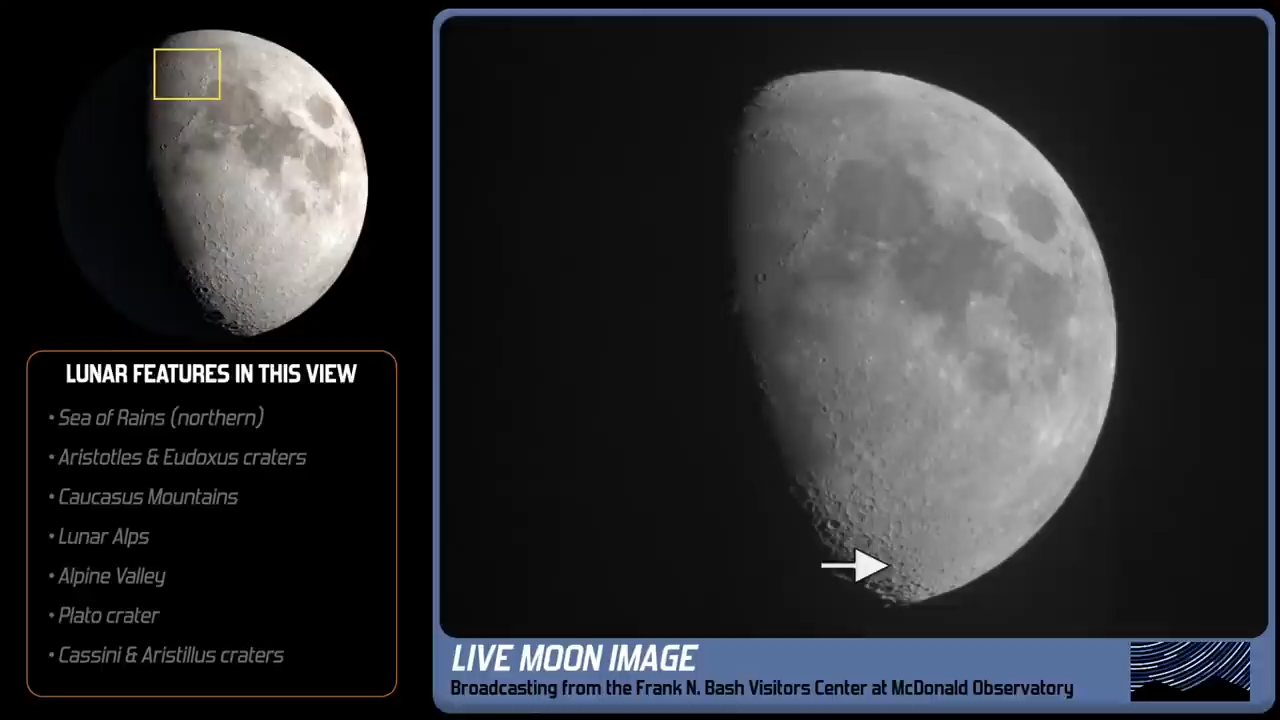 LUNAR FEATURES IN THIS VIEW
• Sea of Rains (northern)
• Aristotles & Eudoxus craters
• Caucasus Mountains
• Lunar Alps
• Alpine Valley
• Plato crater
• Cassini & Aristillus craters
LIVE MOON IMAGE
Broadcasting from the Frank N. Bash Visitors Center at McDonald Observatory